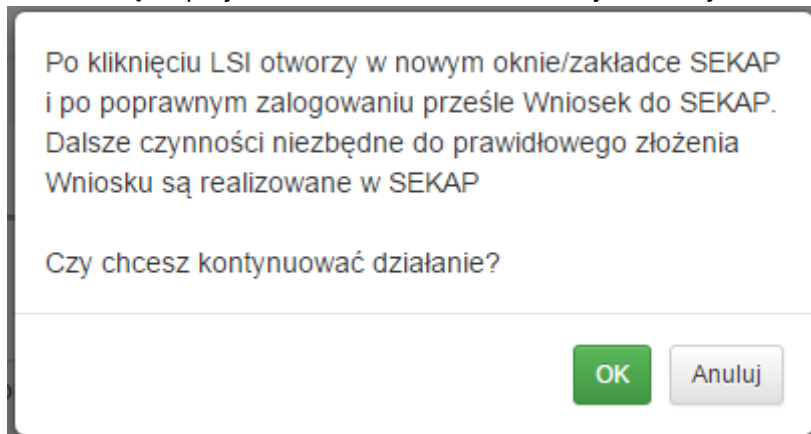 Po kliknięciu LSI otworzy w nowym oknie/zakładce SEKAP
i po poprawnym zalogowaniu prześle Wniosek do SEKAP.
Dalsze czynności niezbędne do prawidłowego złożenia
Wniosku są realizowane w SEKAP
Czy chcesz kontynuować działanie?
OK Anuluj